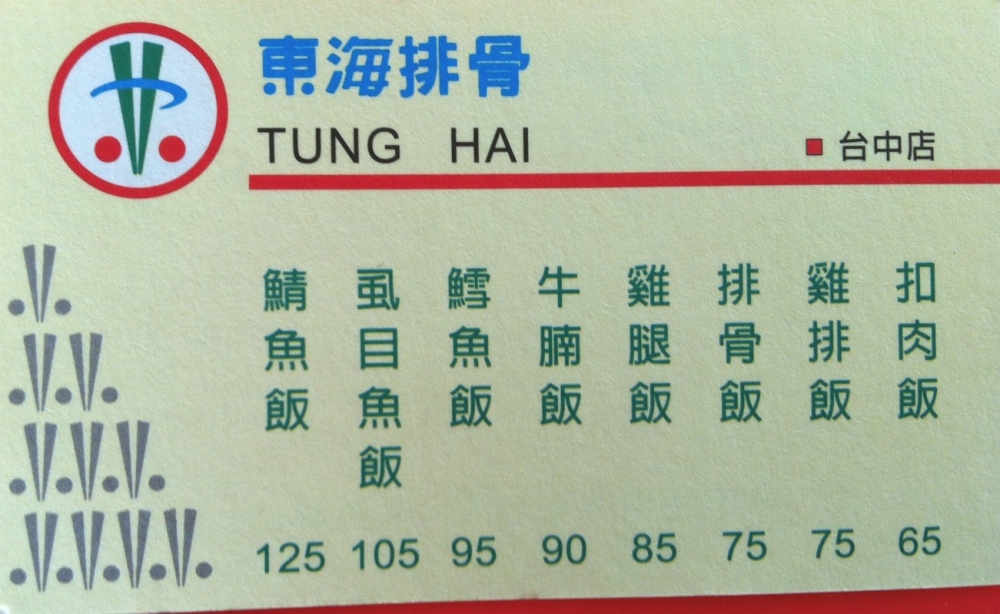 東海排骨
TUNG HAI
台中店
扣肉飯
65
雞排飯
75
排骨飯
75
雞腿飯
85
牛腩飯
90
鱈魚飯
95
虱目魚飯
105
鯖魚飯
125